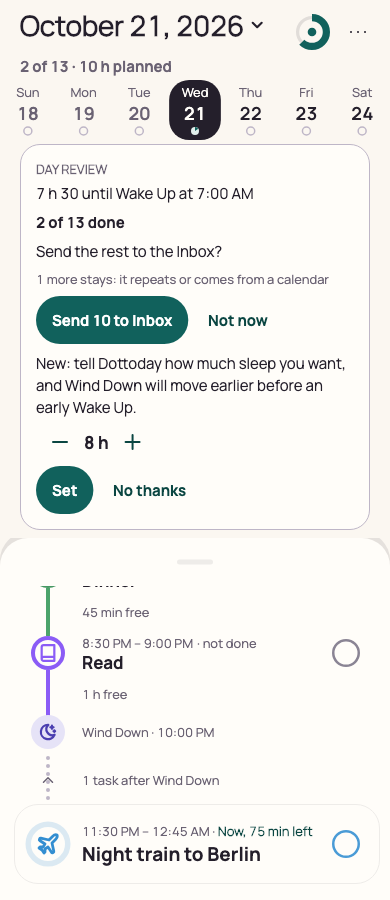 October 21, 2026
2 of 13 · 10 h planned
Sun Mon Tue Wed Thu Fri Sat
18 19 20 21 22 23 24
DAY REVIEW
7 h 30 until Wake Up at 7:00 AM
2 of 13 done
Send the rest to the Inbox?
1 more stays: it repeats or comes from a calendar
Send 10 to Inbox Not now
New: tell Dottoday how much sleep you want,
and Wind Down will move earlier before an
early Wake Up.
8 h
Set No thanks
45 min free
8:30 PM – 9:00 PM · not done
Read
1 h free
Wind Down · 10:00 PM
1 task after Wind Down
11:30 PM – 12:45 AM · Now, 75 min left
Night train to Berlin